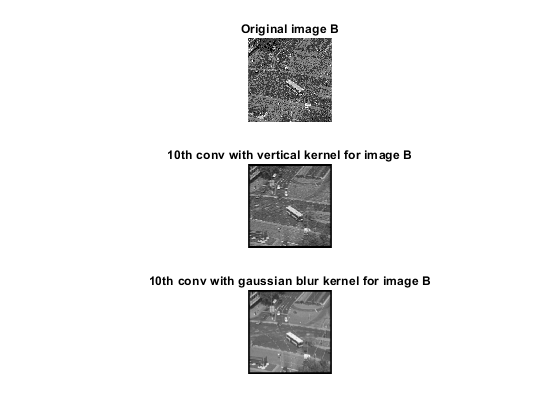 Original image B
10th conv with vertical kernel for image B
10th conv with gaussian blur kernel for image B